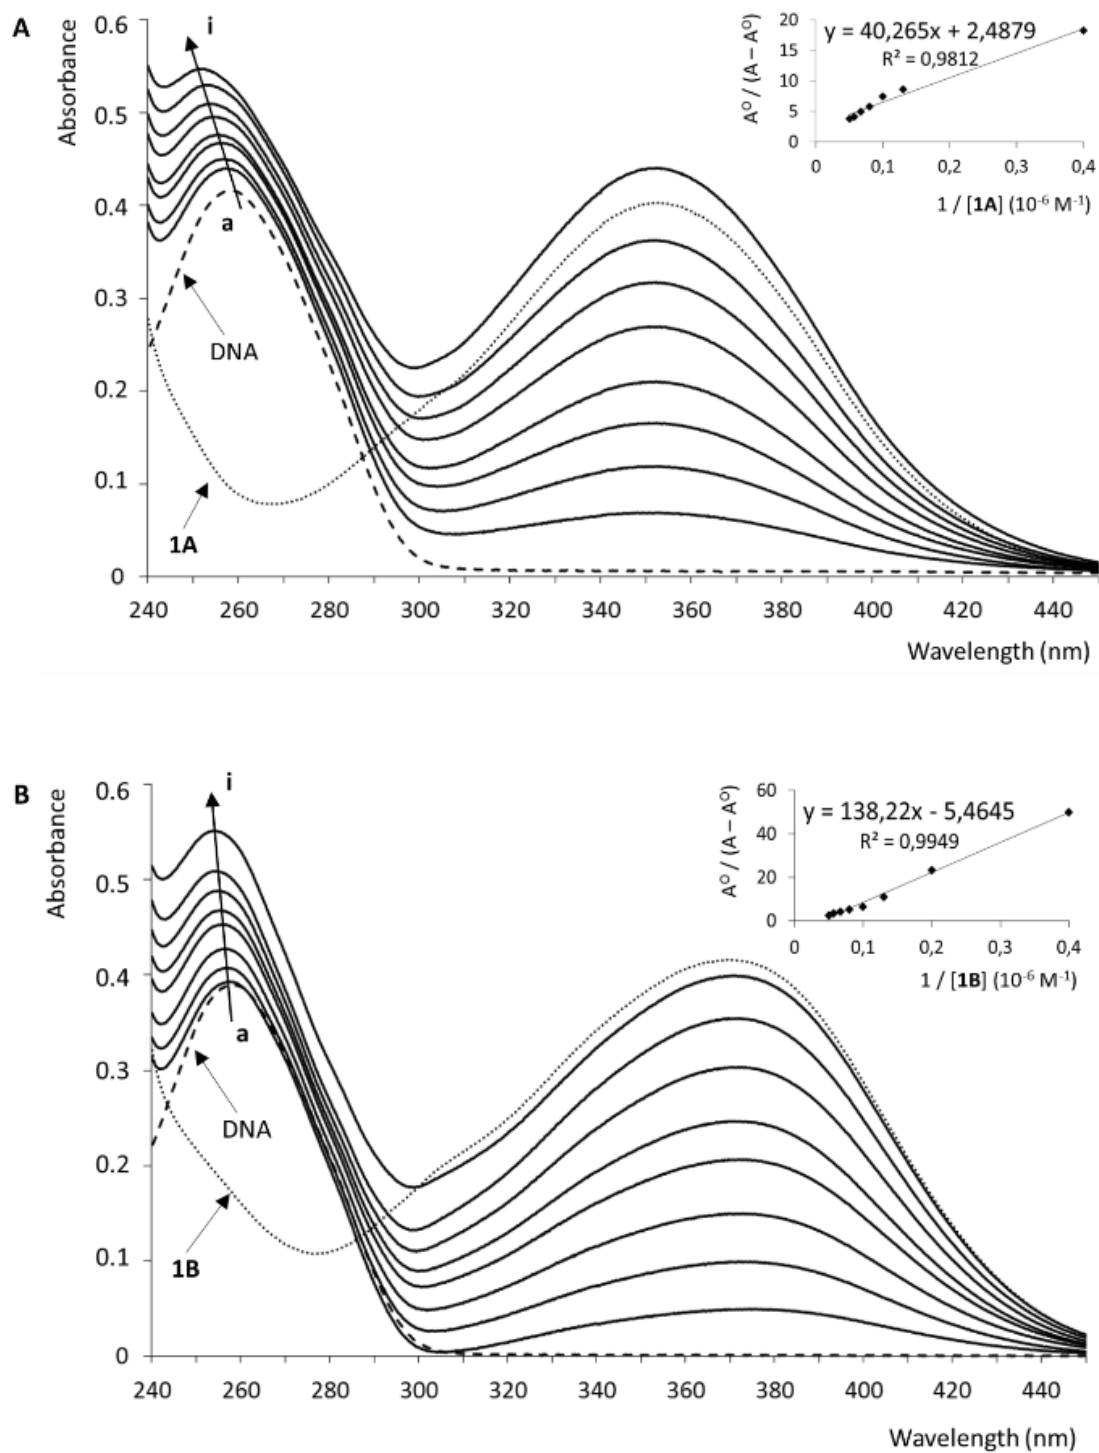 A
Absorbance
0.6
0.5
0.4
0.3
0.2
0.1
0
i
a
DNA
1A
240 260 280 300 320 340 360 380 400 420 440
Wavelength (nm)
A⁰ / (A – A⁰)
20
15
10
5
0
y = 40,265x + 2,4879
R² = 0,9812
0 0,1 0,2 0,3 0,4
1 / [1A] (10⁻⁶ M⁻¹)
B
Absorbance
0.6
0.5
0.4
0.3
0.2
0.1
0
i
a
DNA
1B
240 260 280 300 320 340 360 380 400 420 440
Wavelength (nm)
A⁰ / (A – A⁰)
60
40
20
0
y = 138,22x - 5,4645
R² = 0,9949
0 0,1 0,2 0,3 0,4
1 / [1B] (10⁻⁶ M⁻¹)